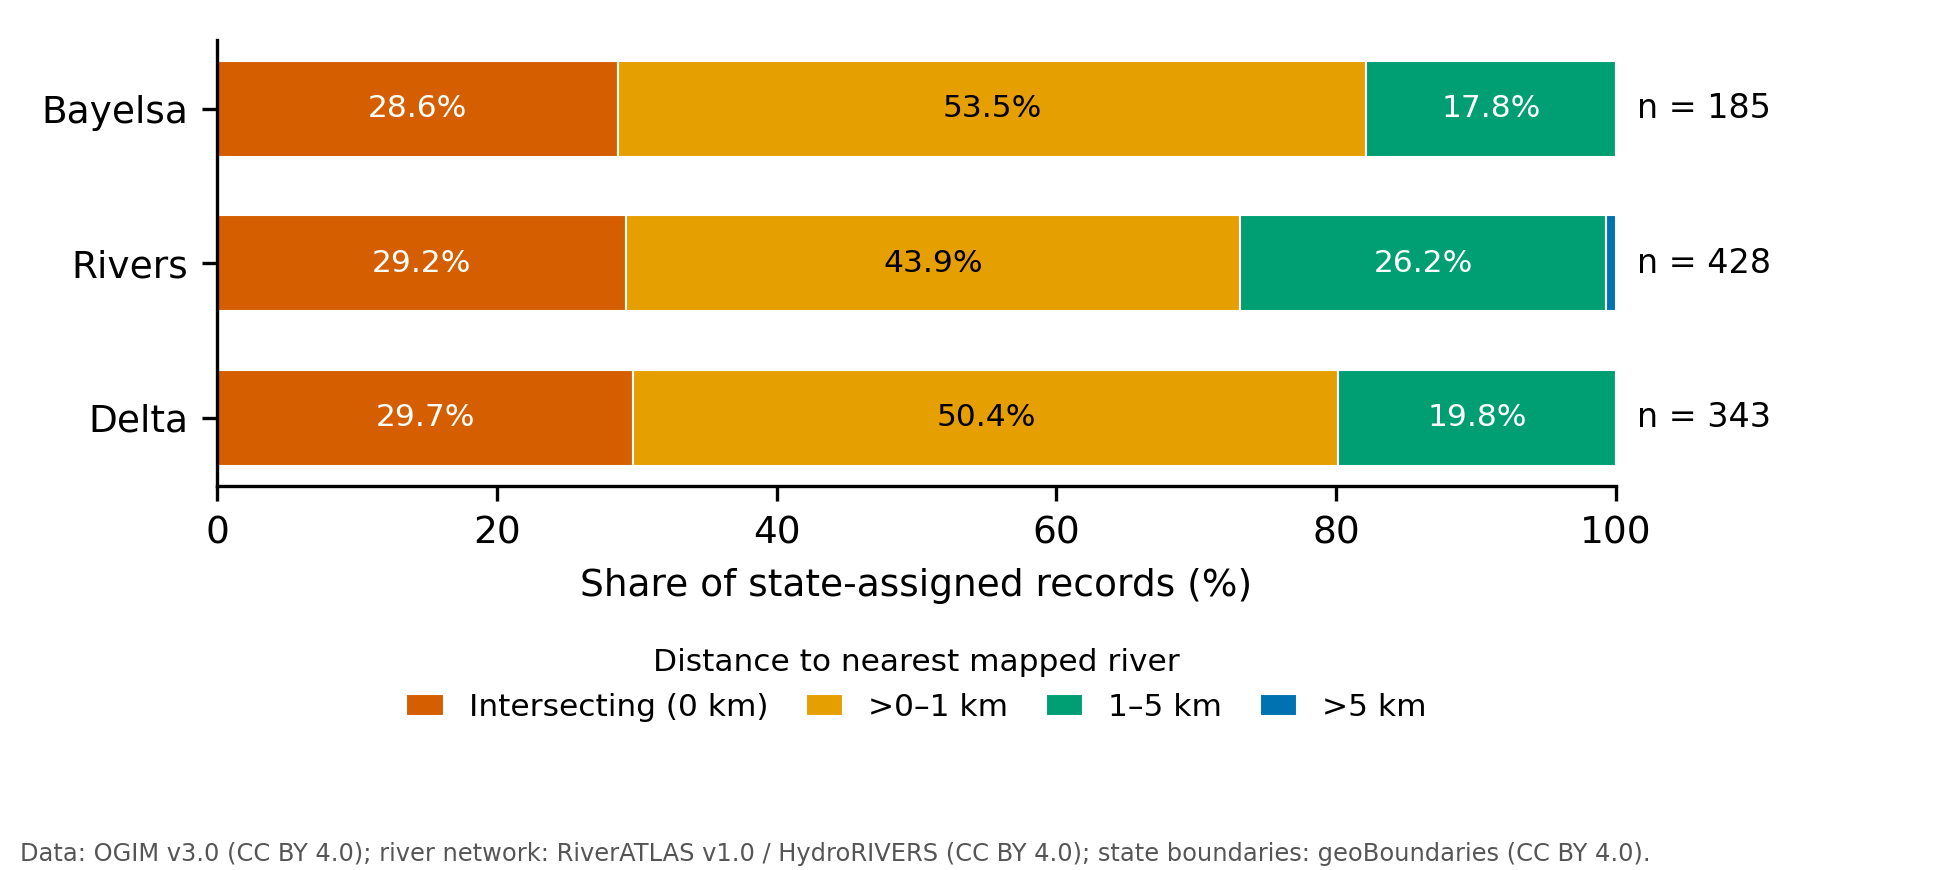 Bayelsa 28.6% 53.5% 17.8% n = 185
Rivers 29.2% 43.9% 26.2% n = 428
Delta 29.7% 50.4% 19.8% n = 343
0 20 40 60 80 100
Share of state-assigned records (%)
Distance to nearest mapped river
Intersecting (0 km) >0–1 km 1–5 km >5 km
Data: OGIM v3.0 (CC BY 4.0); river network: RiverATLAS v1.0 / HydroRIVERS (CC BY 4.0); state boundaries: geoBoundaries (CC BY 4.0).